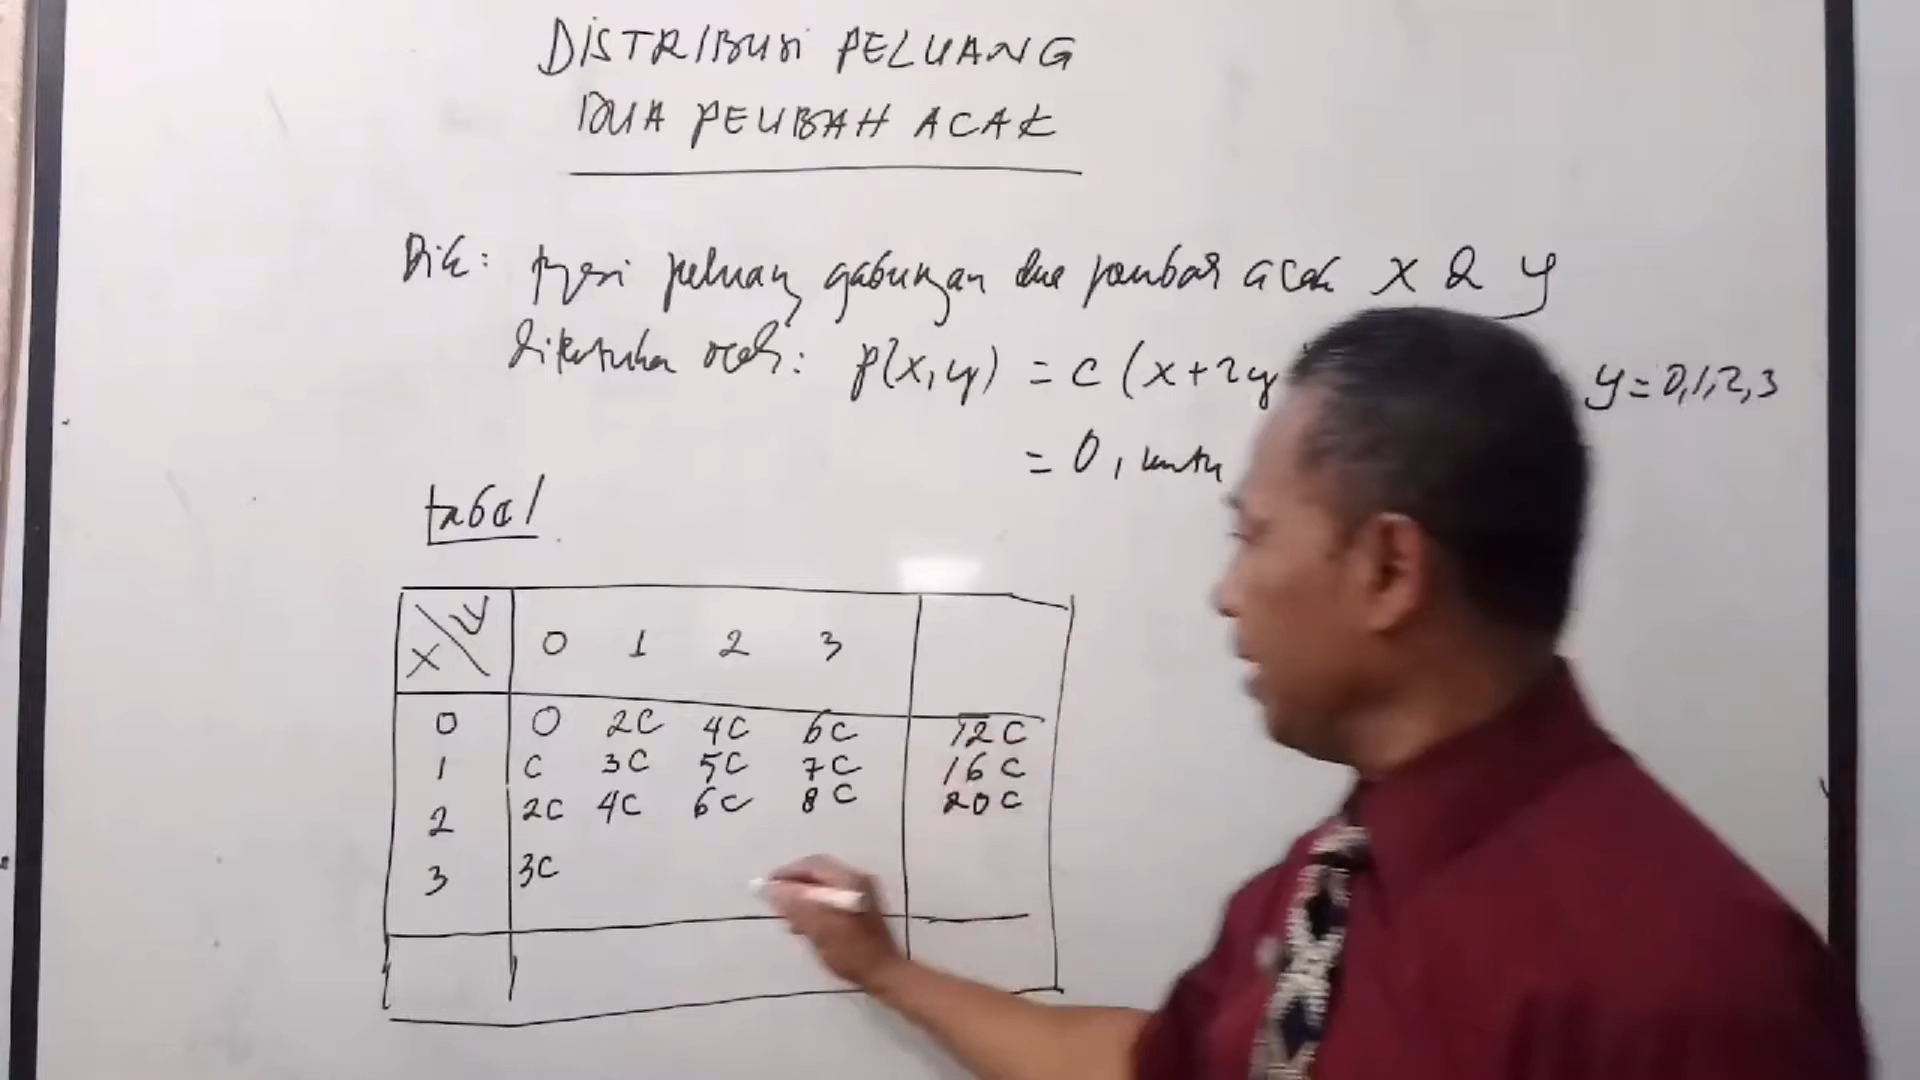 DISTRIBUSI PELUANG
DUA PEUBAH ACAK
Dik: fungsi peluang gabungan dua peubah acak X & Y
ditentukan oleh: p(x,y) = c (x+2y y=0,1,2,3
= 0, untu
tabel
X Y 0 1 2 3
0 0 2C 4C 6C 12C
1 C 3C 5C 7C 16C
2 2C 4C 6C 8C 20C
3 3C